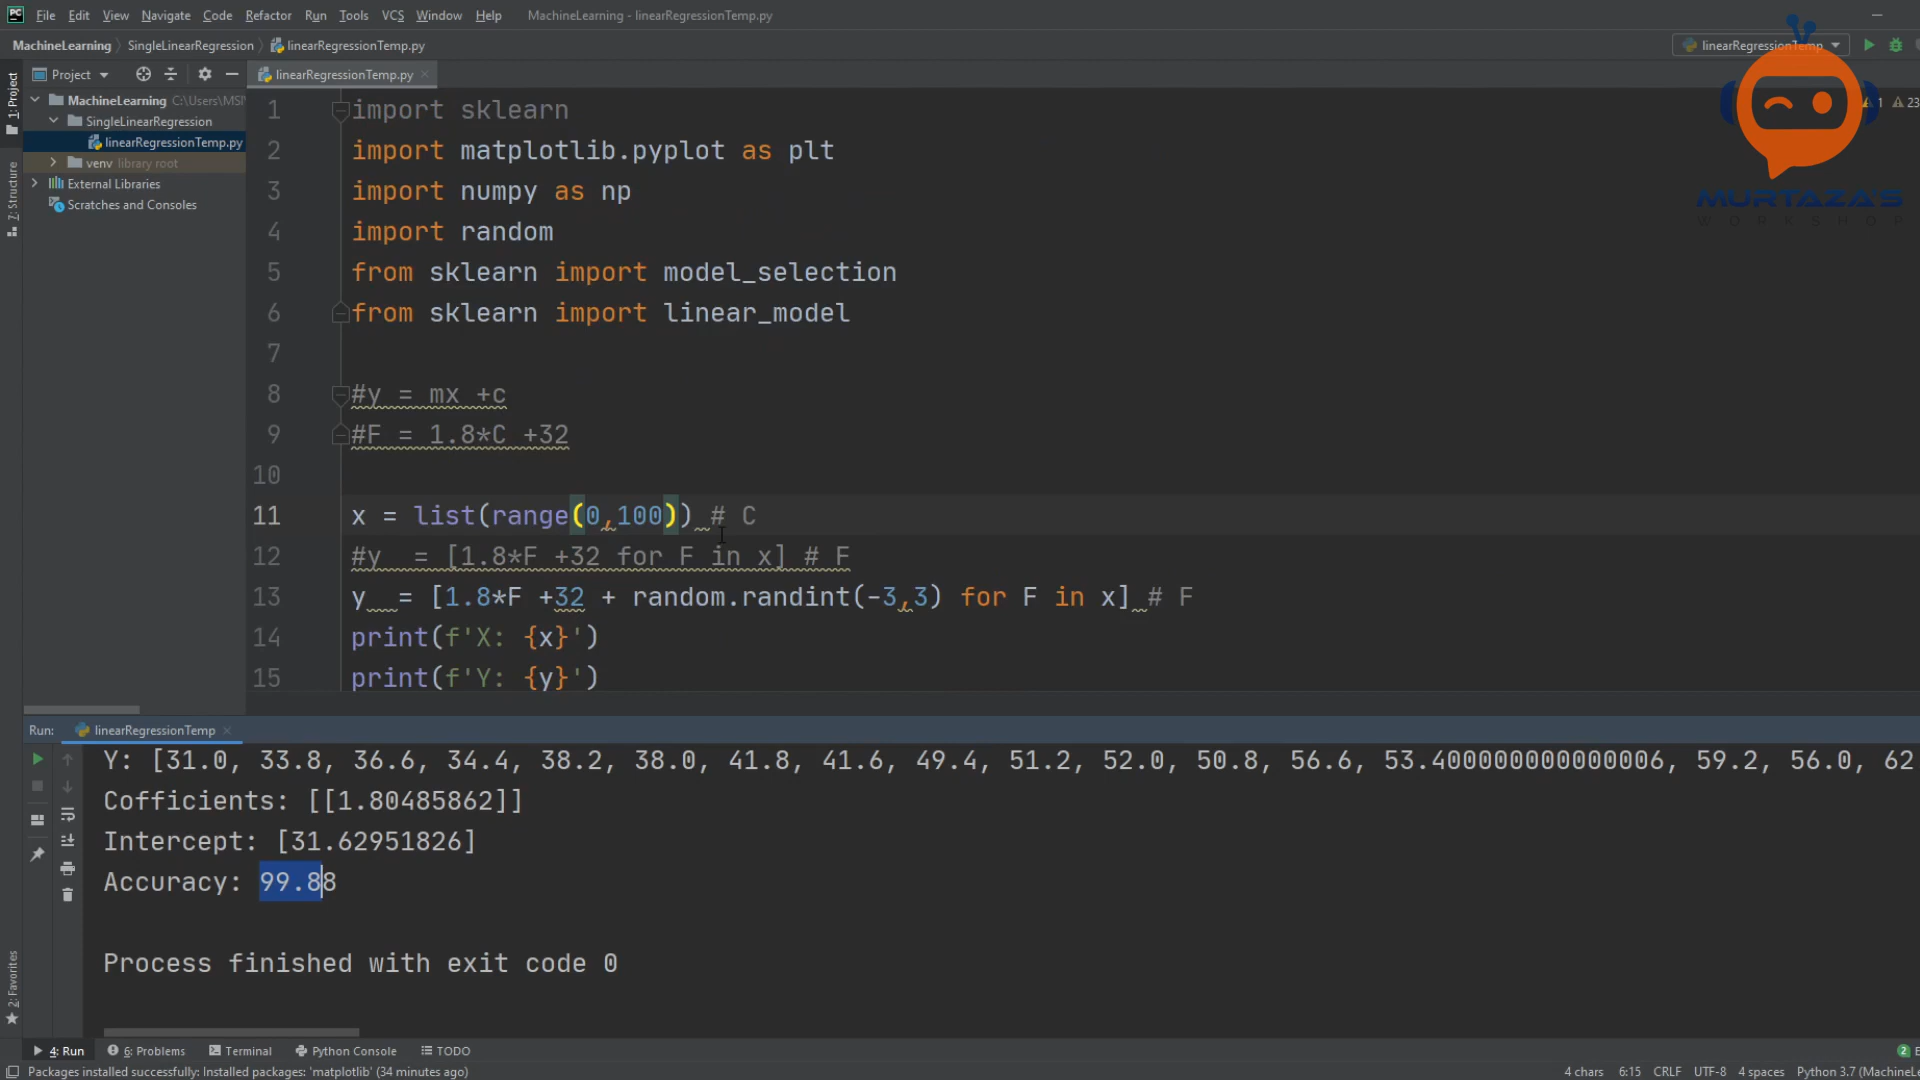 File Edit View Navigate Code Refactor Run Tools VCS Window Help MachineLearning - linearRegressionTemp.py
MachineLearning SingleLinearRegression linearRegressionTemp.py linearRegressionTemp
Project linearRegressionTemp.py
MachineLearning C:\Users\MSI
SingleLinearRegression
linearRegressionTemp.py
venv library root
External Libraries
Scratches and Consoles
1: Project
7: Structure
2: Favorites
1 23
MURTAZA'S
WORKSHOP
1 import sklearn
2 import matplotlib.pyplot as plt
3 import numpy as np
4 import random
5 from sklearn import model_selection
6 from sklearn import linear_model
7
8 #y = mx +c
9 #F = 1.8*C +32
10
11 x = list(range(0,100)) # C
12 #y  = [1.8*F +32 for F in x] # F
13 y  = [1.8*F +32 + random.randint(-3,3) for F in x] # F
14 print(f'X: {x}')
15 print(f'Y: {y}')
Run: linearRegressionTemp
Y: [31.0, 33.8, 36.6, 34.4, 38.2, 38.0, 41.8, 41.6, 49.4, 51.2, 52.0, 50.8, 56.6, 53.400000000000006, 59.2, 56.0, 62
Cofficients: [[1.80485862]]
Intercept: [31.62951826]
Accuracy: 99.88
Process finished with exit code 0
4: Run 6: Problems Terminal Python Console TODO 2 E
Packages installed successfully: Installed packages: 'matplotlib' (34 minutes ago) 4 chars 6:15 CRLF UTF-8 4 spaces Python 3.7 (MachineLe